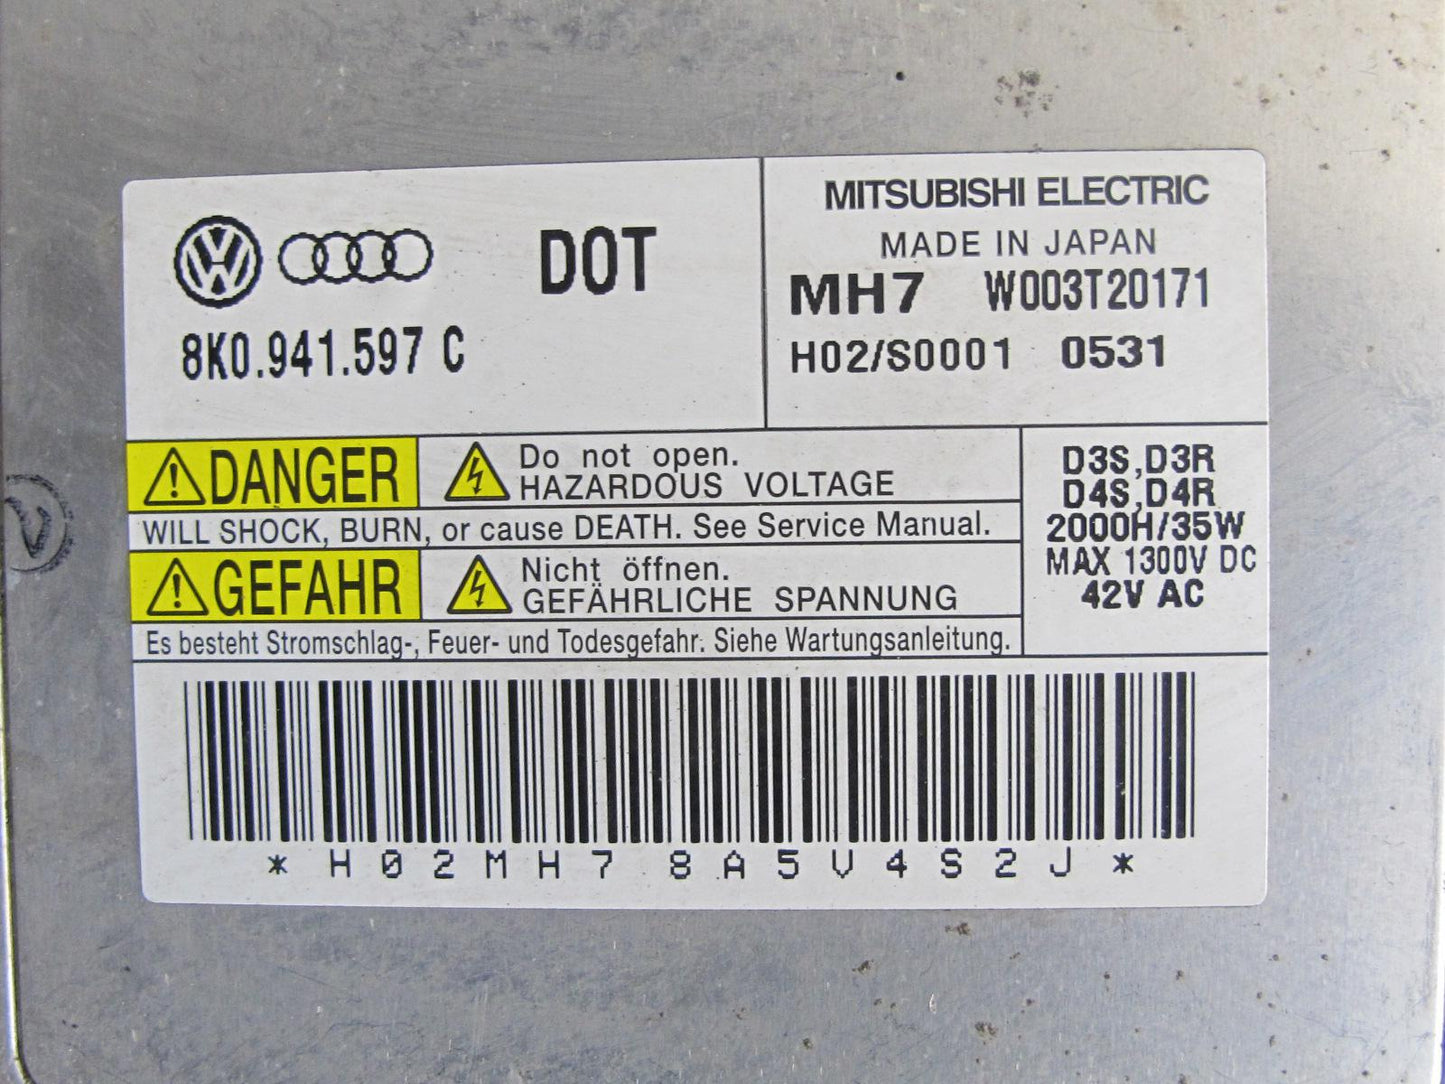 DOT
8K0.941.597 C
MITSUBISHI ELECTRIC
MADE IN JAPAN
MH7 W003T20171
H02/S0001 0531
DANGER
Do not open.
HAZARDOUS VOLTAGE
WILL SHOCK, BURN, or cause DEATH. See Service Manual.
GEFAHR
Nicht öffnen.
GEFÄHRLICHE SPANNUNG
Es besteht Stromschlag-, Feuer- und Todesgefahr. Siehe Wartungsanleitung.
D3S,D3R
D4S,D4R
2000H/35W
MAX 1300V DC
42V AC
*H02MH78A5V4S2J*